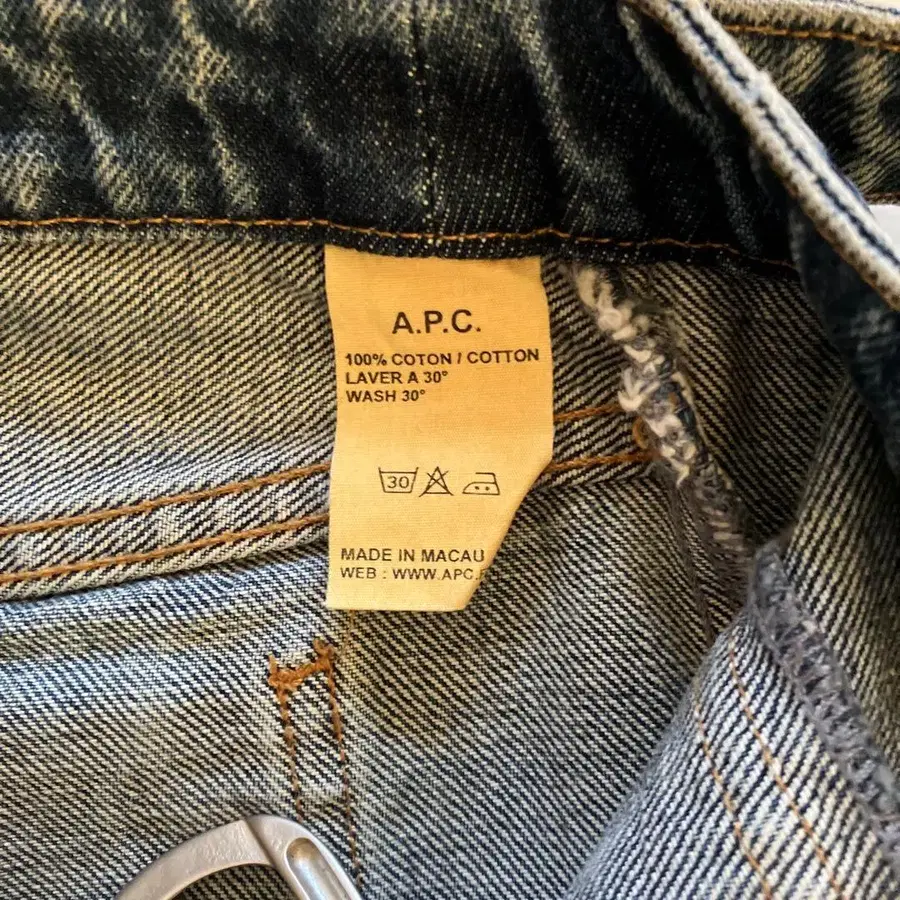 A.P.C.
100% COTON / COTTON
LAVER A 30°
WASH 30°
30
MADE IN MACAU
WEB : WWW.APC.